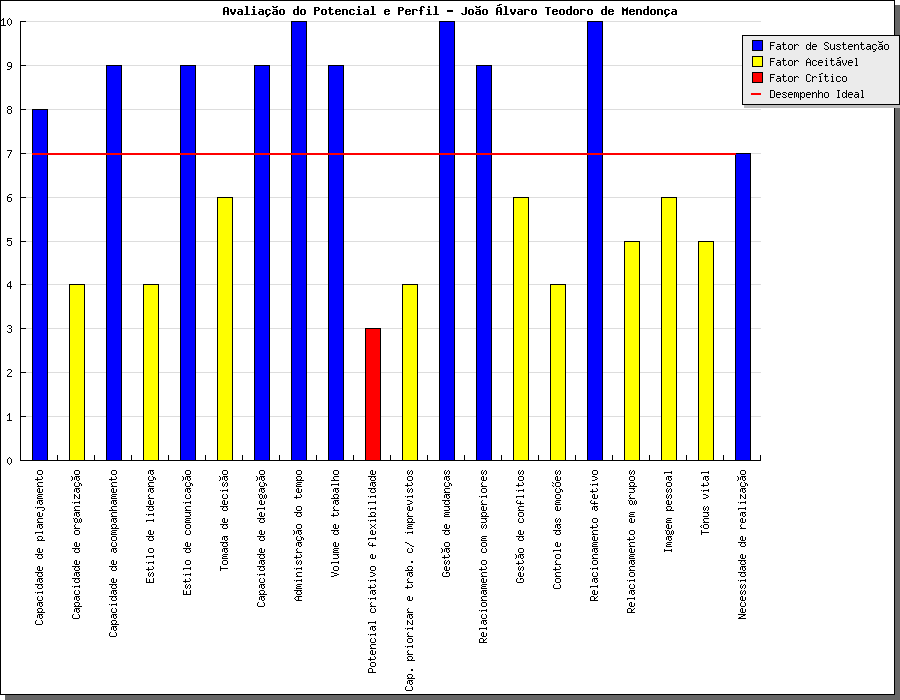 Avaliação do Potencial e Perfil - João Álvaro Teodoro de Mendonça
Fator de Sustentação
Fator Aceitável
Fator Crítico
Desempenho Ideal
10
9
8
7
6
5
4
3
2
1
0
Capacidade de planejamento
Capacidade de organização
Capacidade de acompanhamento
Estilo de liderança
Estilo de comunicação
Tomada de decisão
Capacidade de delegação
Administração do tempo
Volume de trabalho
Potencial criativo e flexibilidade
Cap. priorizar e trab. c/ imprevistos
Gestão de mudanças
Relacionamento com superiores
Gestão de conflitos
Controle das emoções
Relacionamento afetivo
Relacionamento em grupos
Imagem pessoal
Tônus vital
Necessidade de realização